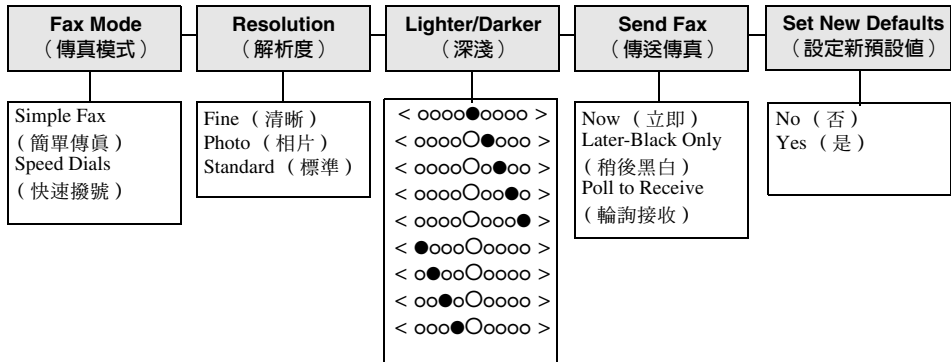 Fax Mode
（傳真模式）
Resolution
（解析度）
Lighter/Darker
（深淺）
Send Fax
（傳送傳真）
Set New Defaults
（設定新預設值）
Simple Fax
（簡單傳真）
Speed Dials
（快速撥號）
Fine （清晰）
Photo （相片）
Standard （標準）
< oooo●oooo >
< ooooO●ooo >
< ooooOo●oo >
< ooooOoo●o >
< ooooOooo● >
< ●oooOoooo >
< o●ooOoooo >
< oo●oOoooo >
< ooo●Ooooo >
Now （立即）
Later-Black Only
（稍後黑白）
Poll to Receive
（輪詢接收）
No （否）
Yes （是）